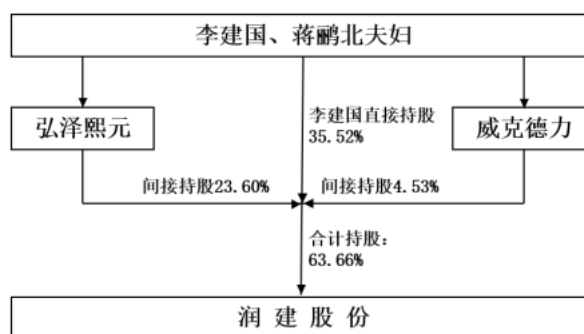 李建国、蒋鹂北夫妇
弘泽熙元
李建国直接持股
35.52%
威克德力
间接持股23.60%
间接持股4.53%
合计持股:
63.66%
润建股份